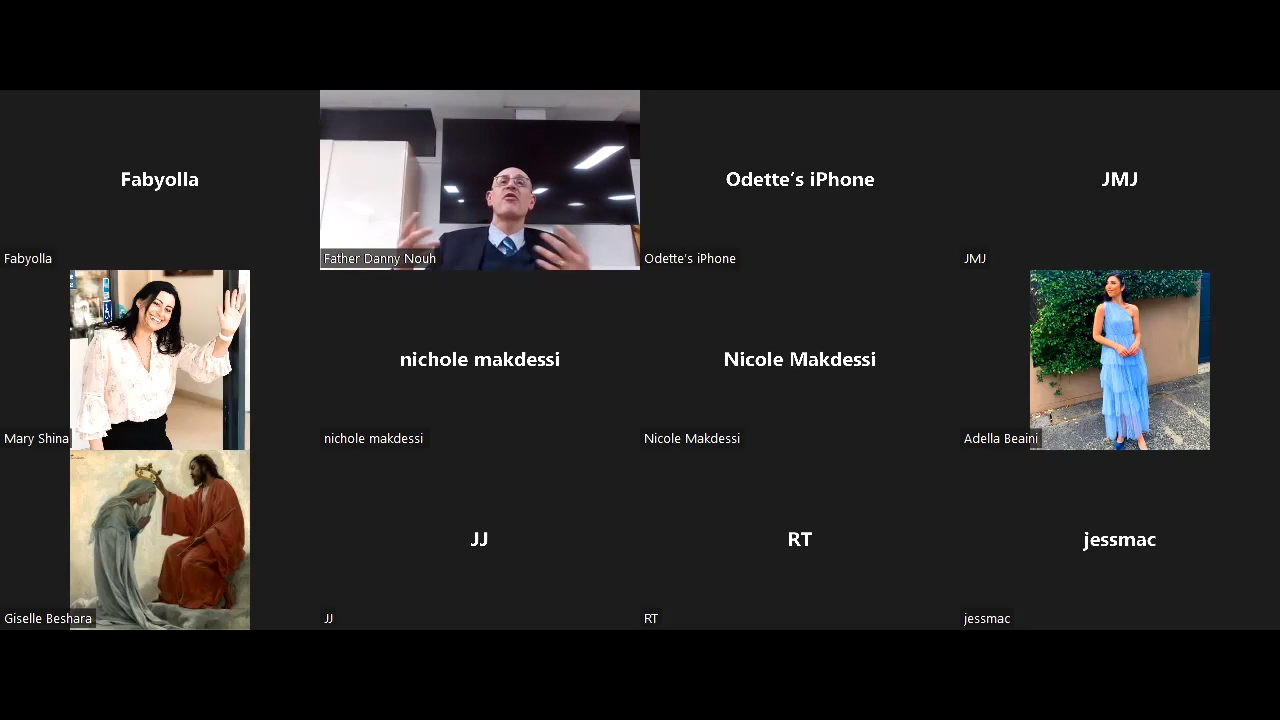 Fabyolla
Fabyolla
Father Danny Nouh
Odette's iPhone
Odette's iPhone
JMJ
JMJ
Mary Shina
nichole makdessi
nichole makdessi
Nicole Makdessi
Nicole Makdessi
Adella Beaini
Giselle Beshara
JJ
JJ
RT
RT
jessmac
jessmac